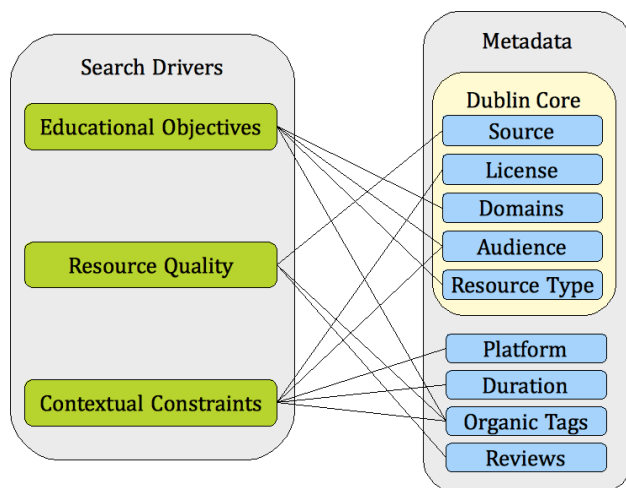 Search Drivers
Educational Objectives
Resource Quality
Contextual Constraints
Metadata
Dublin Core
Source
License
Domains
Audience
Resource Type
Platform
Duration
Organic Tags
Reviews